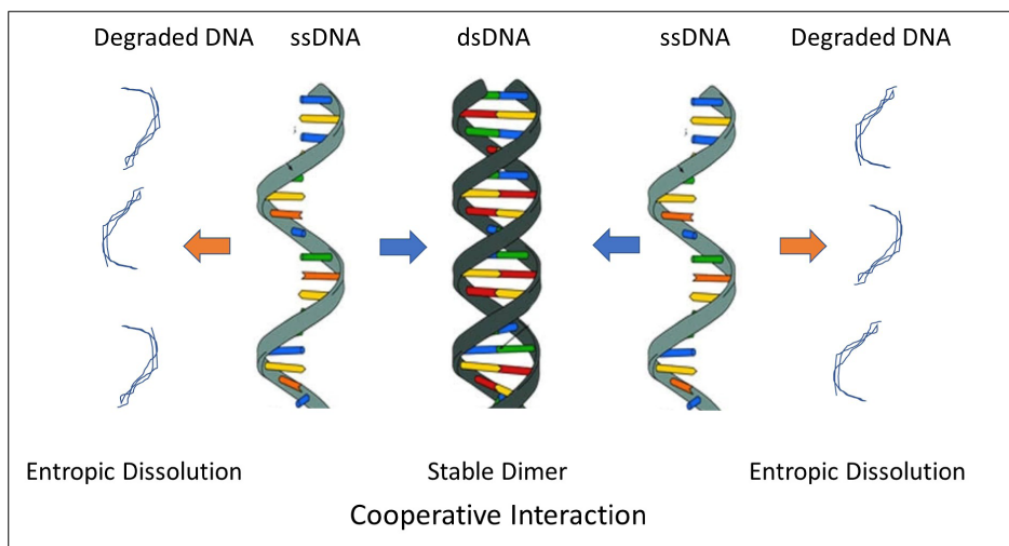 Degraded DNA ssDNA dsDNA ssDNA Degraded DNA
Entropic Dissolution Stable Dimer Entropic Dissolution
Cooperative Interaction